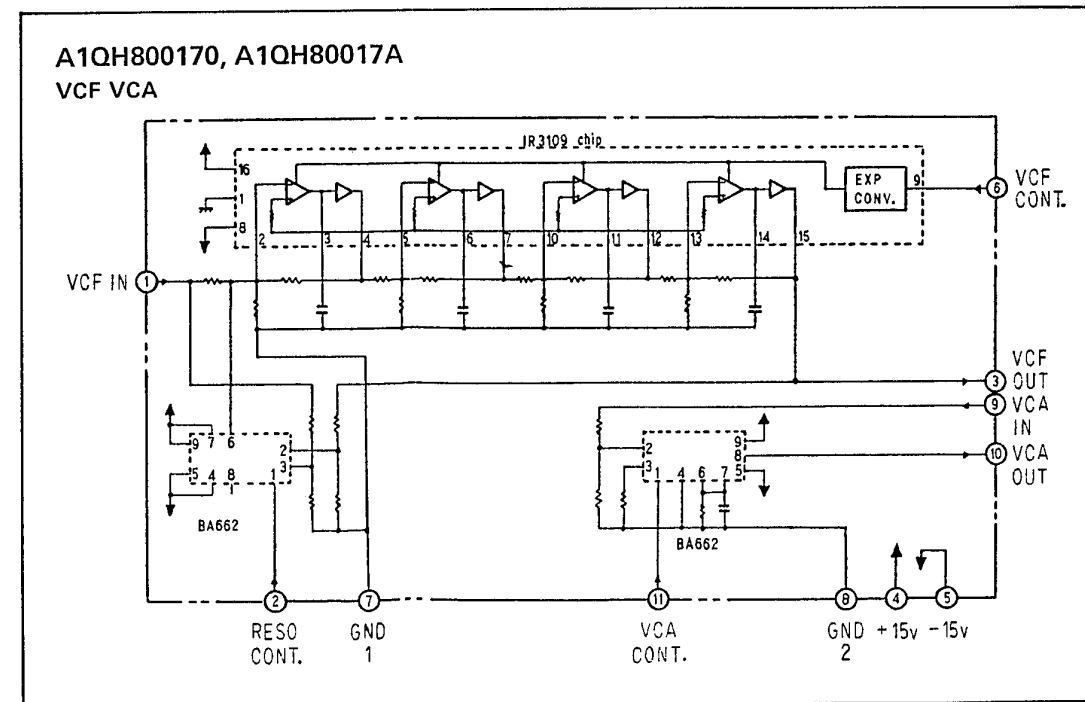 A1QH800170, A1QH80017A
VCF VCA
JR3109 chip
16
1
8
2
3
4
5
6
7
10
11
12
13
14
15
EXP
CONV.
9
6
VCF
CONT.
VCF IN
1
3
VCF
OUT
9
VCA
IN
10
VCA
OUT
9
7
6
5
4
8
1
1
2
3
BA662
2
3
1
4
6
7
9
8
5
BA662
2
7
11
8
4
5
RESO
CONT.
GND
1
VCA
CONT.
GND
2
+15v
-15v